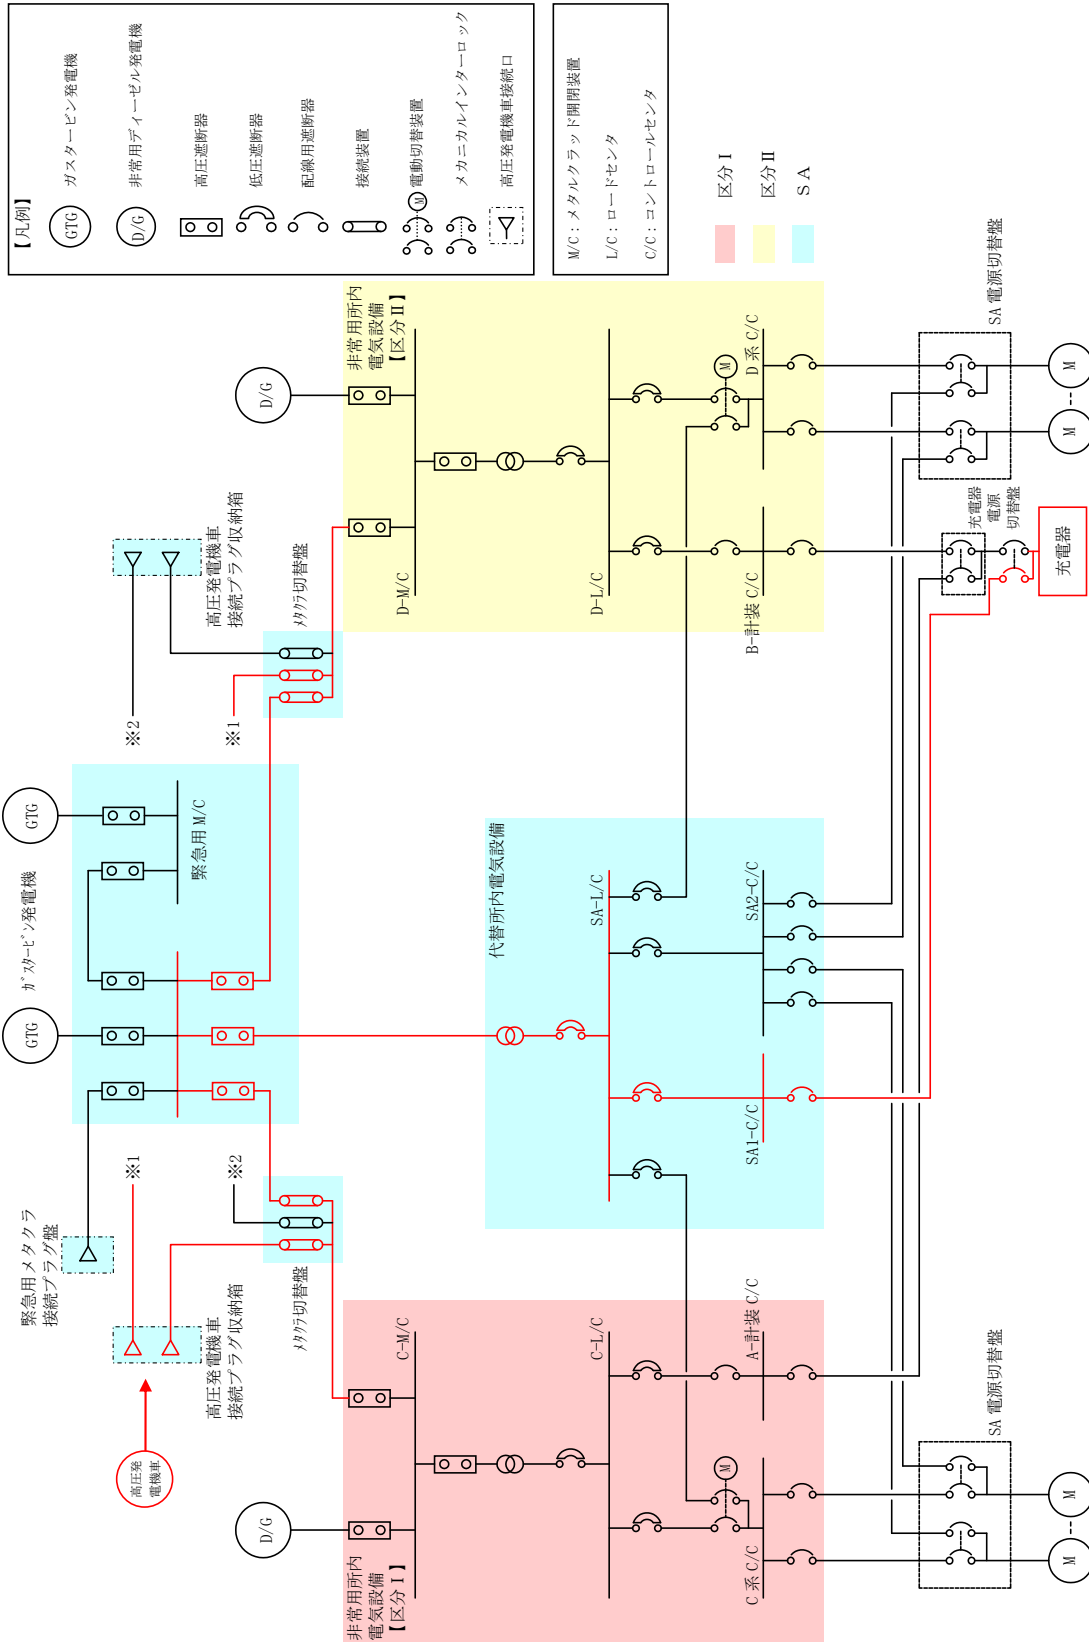 【凡例】
GTG
ガスタービン発電機
D/G
非常用ディーゼル発電機
高圧遮断器
低圧遮断器
配線用遮断器
接続装置
M
電動切替装置
メカニカルインターロック
高圧発電機車接続口
M/C：メタルクラッド開閉装置
L/C：ロードセンタ
C/C：コントロールセンタ
区分Ⅰ
区分Ⅱ
ＳＡ
緊急用メタクラ
接続プラグ盤
GTG
ｶﾞｽﾀｰﾋﾞﾝ発電機
GTG
緊急用 M/C
※1
※2
※2
※1
高圧発
電機車
高圧発電機車
接続プラグ収納箱
高圧発電機車
接続プラグ収納箱
ﾒﾀｸﾗ切替盤
ﾒﾀｸﾗ切替盤
D/G
D/G
非常用所内
電気設備
【区分Ⅰ】
C-M/C
C-L/C
M
C 系 C/C
A-計装 C/C
代替所内電気設備
SA-L/C
SA1-C/C
SA2-C/C
非常用所内
電気設備
【区分Ⅱ】
D-M/C
D-L/C
M
B-計装 C/C
D 系 C/C
SA 電源切替盤
M
M
充電器
電源
切替盤
充電器
SA 電源切替盤
M
M